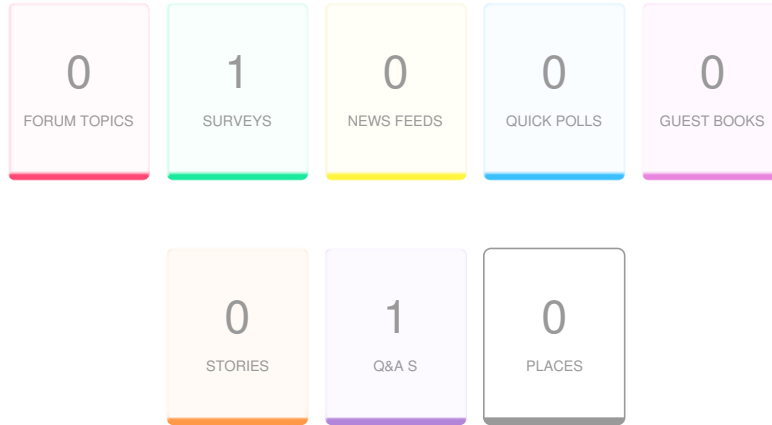 0 1 0 0 0
FORUM TOPICS SURVEYS NEWS FEEDS QUICK POLLS GUEST BOOKS
0 1 0
STORIES Q&A S PLACES